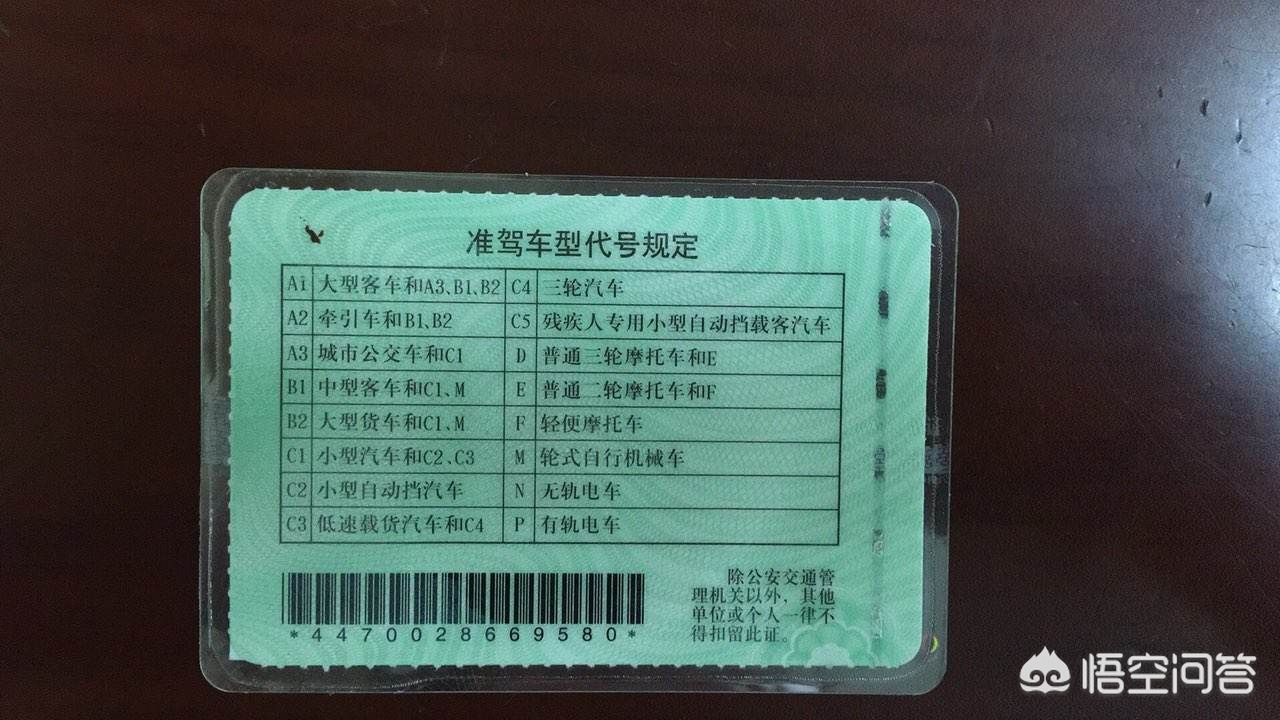 准驾车型代号规定
A1 大型客车和A3、B1、B2 C4 三轮汽车
A2 牵引车和B1、B2 C5 残疾人专用小型自动挡载客汽车
A3 城市公交车和C1 D 普通三轮摩托车和E
B1 中型客车和C1、M E 普通二轮摩托车和F
B2 大型货车和C1、M F 轻便摩托车
C1 小型汽车和C2、C3 M 轮式自行机械车
C2 小型自动挡汽车 N 无轨电车
C3 低速载货汽车和C4 P 有轨电车
除公安交通管
理机关以外，其他
单位或个人一律不
得扣留此证。
*4470028669580*
悟空问答